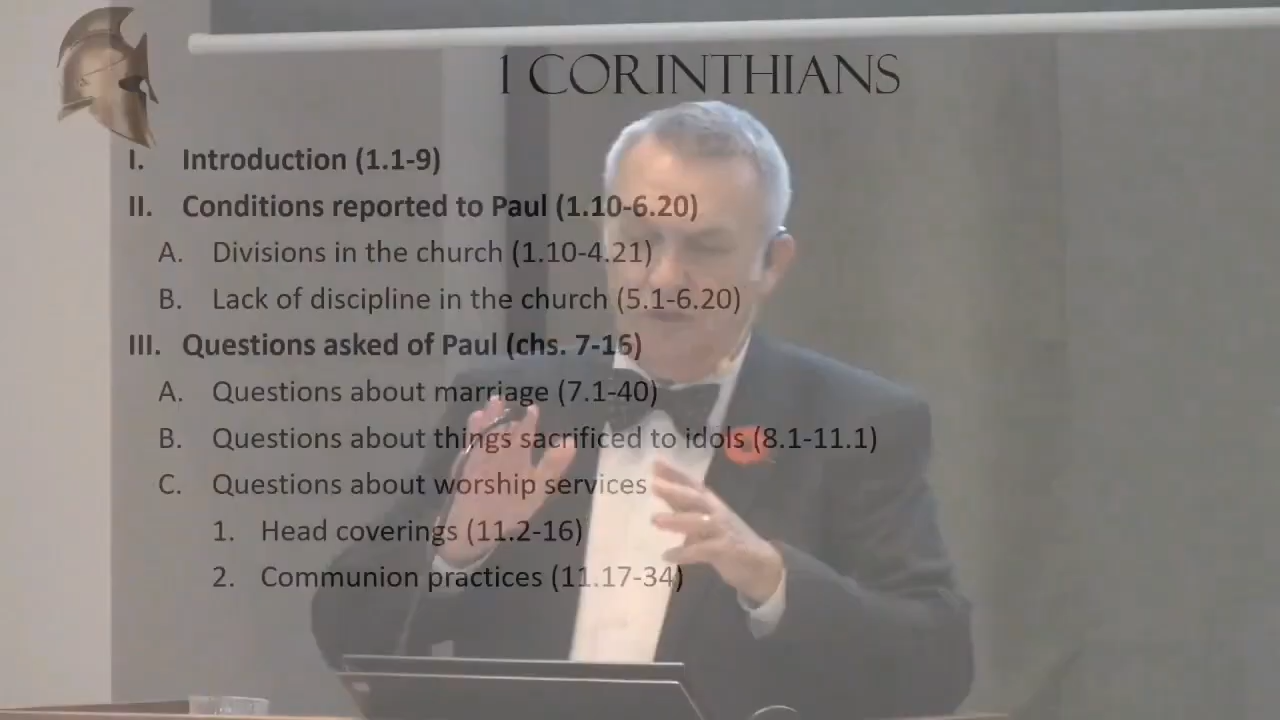 1 CORINTHIANS
I. Introduction (1.1-9)
II. Conditions reported to Paul (1.10-6.20)
A. Divisions in the church (1.10-4.21)
B. Lack of discipline in the church (5.1-6.20)
III. Questions asked of Paul (chs. 7-16)
A. Questions about marriage (7.1-40)
B. Questions about things sacrificed to idols (8.1-11.1)
C. Questions about worship services
1. Head coverings (11.2-16)
2. Communion practices (11.17-34)